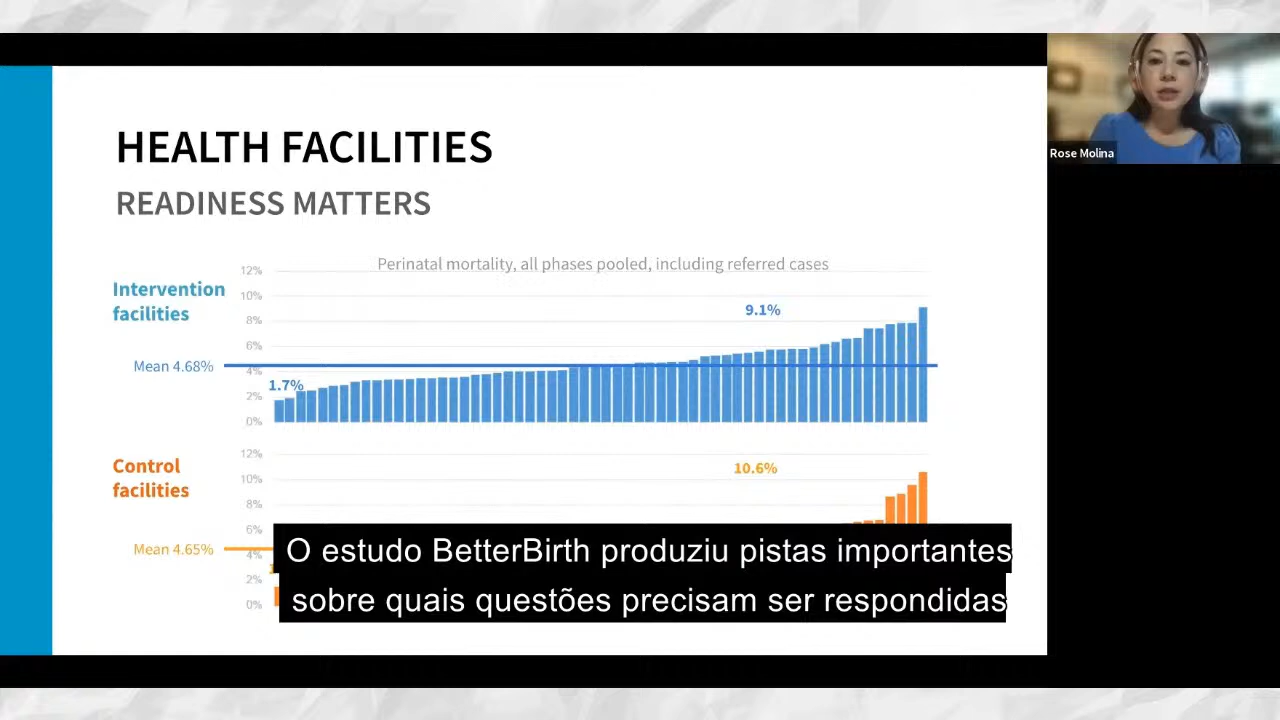 HEALTH FACILITIES
READINESS MATTERS
Perinatal mortality, all phases pooled, including referred cases
Intervention
facilities
Mean 4.68%
12%
10%
8%
6%
4%
2%
0%
1.7%
9.1%
Control
facilities
Mean 4.65%
12%
10%
8%
6%
4%
2%
0%
10.6%
O estudo BetterBirth produziu pistas importantes
sobre quais questões precisam ser respondidas
Rose Molina